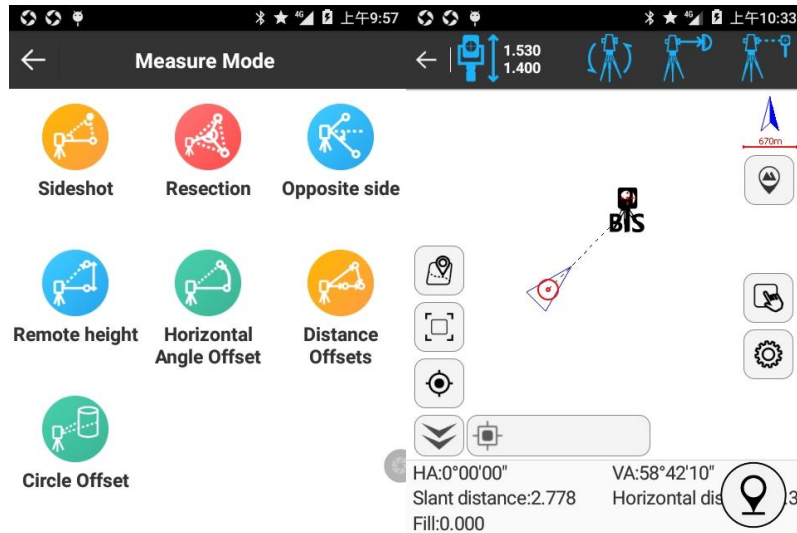 4G 上午9:57
Measure Mode
Sideshot
Resection
Opposite side
Remote height
Horizontal
Angle Offset
Distance
Offsets
Circle Offset
4G 上午10:33
1.530
1.400
670m
BIS
HA:0°00'00"
VA:58°42'10"
Slant distance:2.778
Horizontal
Fill:0.000